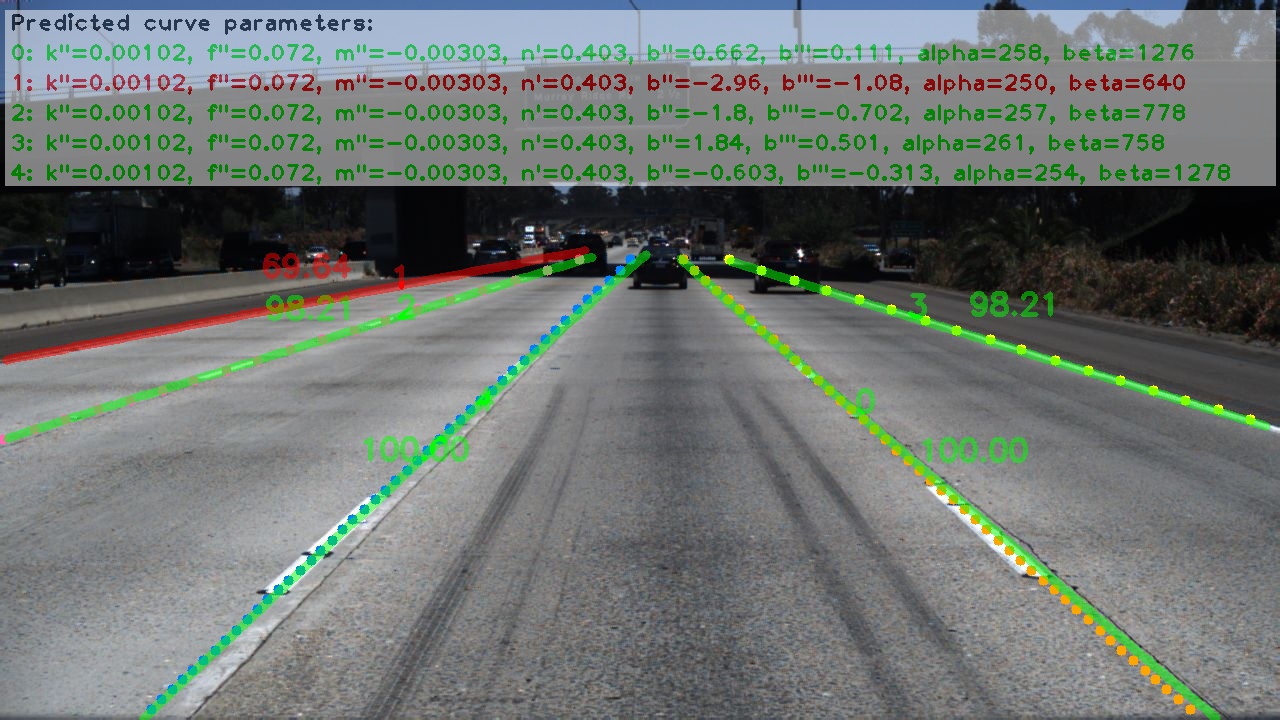 Predicted curve parameters:
0: k''=0.00102, f''=0.072, m''=−0.00303, n'=0.403, b''=0.662, b'''=0.111, alpha=258, beta=1276
1: k''=0.00102, f''=0.072, m''=−0.00303, n'=0.403, b''=−2.96, b'''=−1.08, alpha=250, beta=640
2: k''=0.00102, f''=0.072, m''=−0.00303, n'=0.403, b''=−1.8, b'''=−0.702, alpha=257, beta=778
3: k''=0.00102, f''=0.072, m''=−0.00303, n'=0.403, b''=1.84, b'''=0.501, alpha=261, beta=758
4: k''=0.00102, f''=0.072, m''=−0.00303, n'=0.403, b''=−0.603, b'''=−0.313, alpha=254, beta=1278
69.64 1
98.21 2
3 98.21
0
100.00
100.00